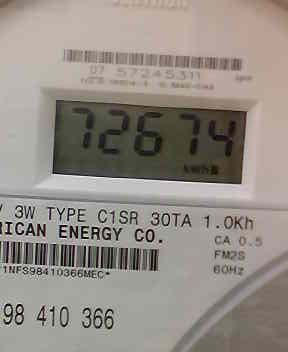 07 57245311
72674
kWh
V 3W TYPE C1SR 30TA 1.0Kh
RICAN ENERGY CO.
CA 0.5
FM2S
60Hz
1NFS98410366MEC*
98 410 366